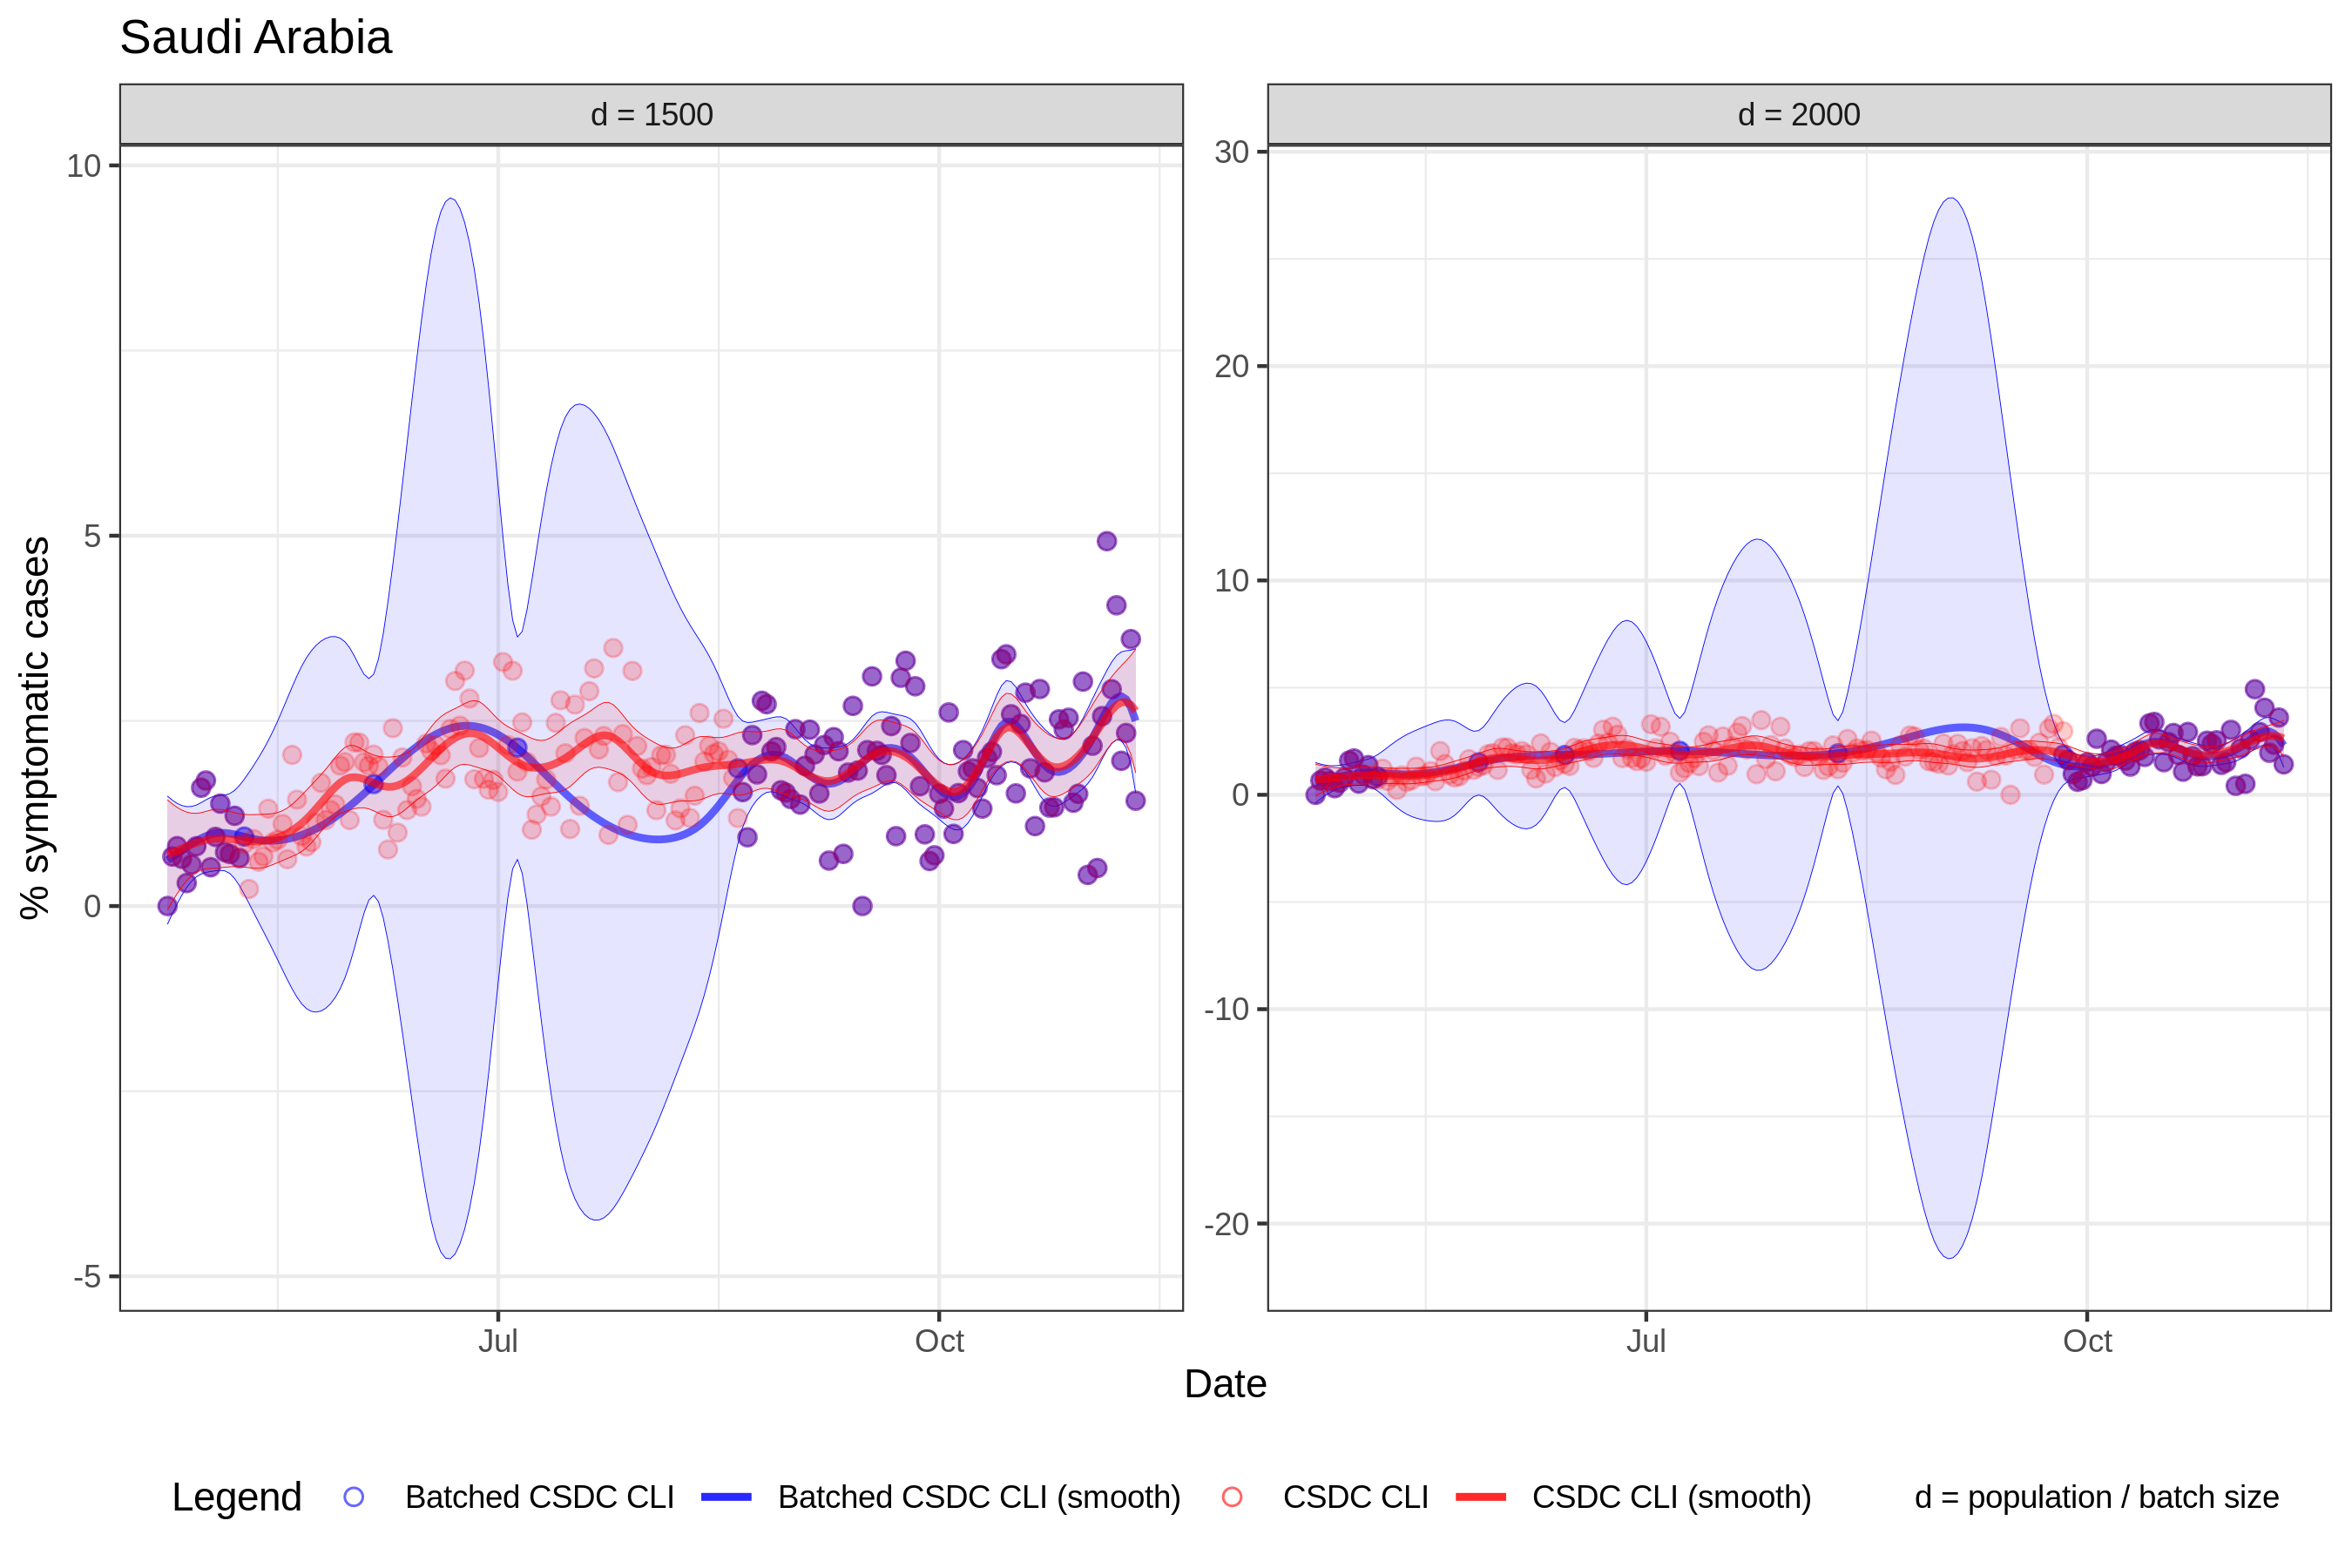 Saudi Arabia
d = 1500
d = 2000
10
5
0
-5
30
20
10
0
-10
-20
% symptomatic cases
Jul
Oct
Jul
Oct
Date
Legend
Batched CSDC CLI
Batched CSDC CLI (smooth)
CSDC CLI
CSDC CLI (smooth)
d = population / batch size